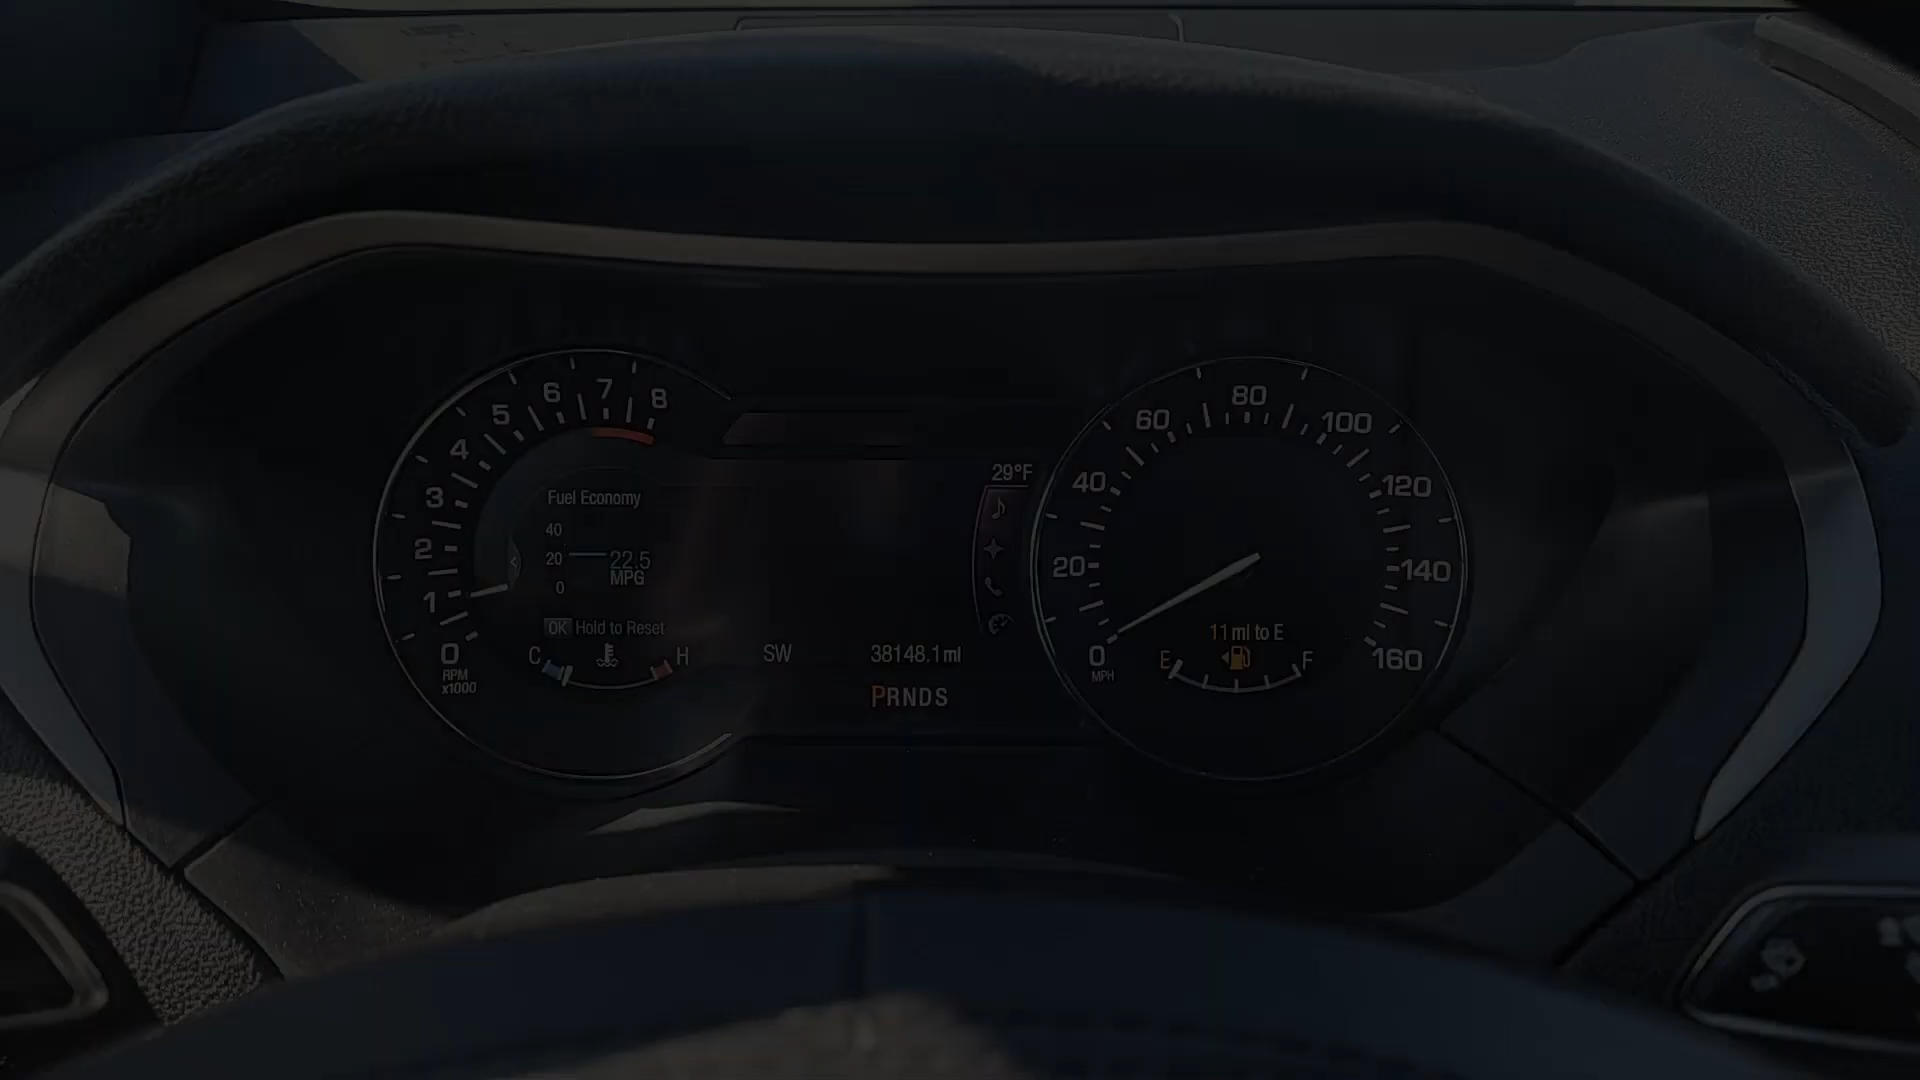 8
7
6
5
4
3
2
1
0
RPM
x1000
Fuel Economy
40
20
0
22.5
MPG
OK Hold to Reset
C
H
SW
38148.1 mi
PRNDS
29°F
0
MPH
20
40
60
80
100
120
140
160
11 mi to E
E
F